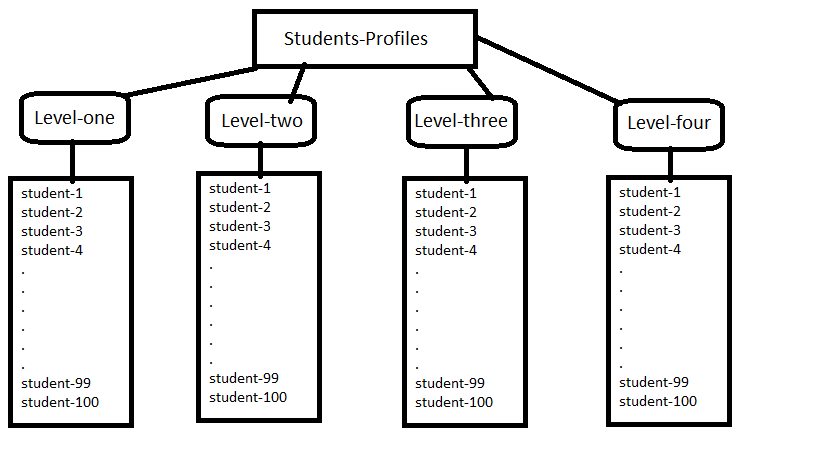 Students-Profiles
Level-one
Level-two
Level-three
Level-four
student-1
student-2
student-3
student-4
.
.
.
.
.
.
student-99
student-100
student-1
student-2
student-3
student-4
.
.
.
.
.
.
student-99
student-100
student-1
student-2
student-3
student-4
.
.
.
.
.
.
student-99
student-100
student-1
student-2
student-3
student-4
.
.
.
.
.
.
student-99
student-100